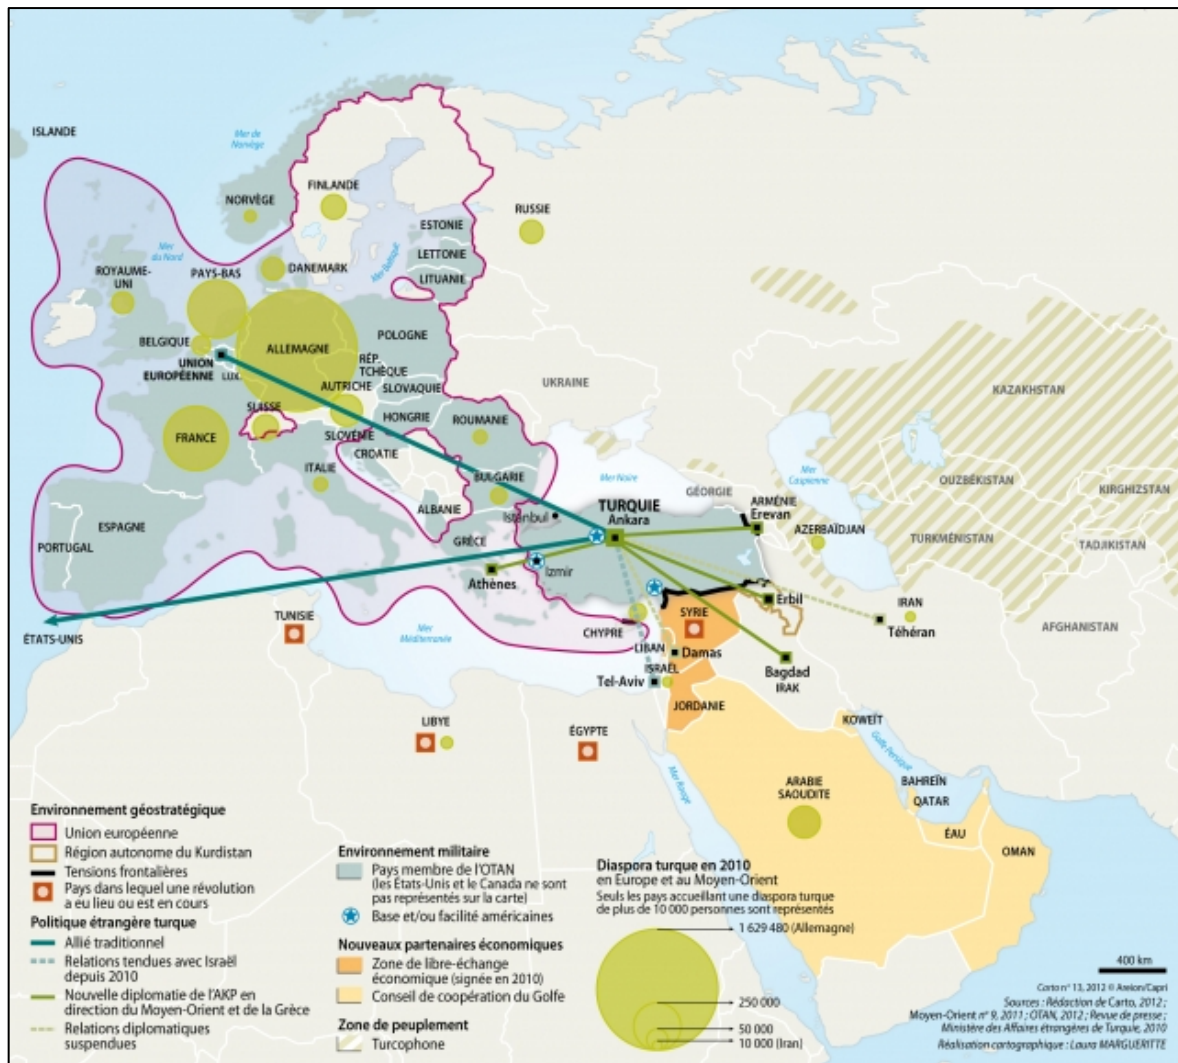 ISLANDE
Mer de
Norvège
FINLANDE
NORVÈGE
RUSSIE
ESTONIE
Mer
du Nord
LETTONIE
ROYAUME-
UNI
PAYS-BAS
DANEMARK
Mer Baltique
LITUANIE
POLOGNE
BELGIQUE
ALLEMAGNE
UNION
EUROPÉENNE
LUX.
RÉP.
TCHÈQUE
AUTRICHE
SLOVAQUIE
UKRAINE
KAZAKHSTAN
SUISSE
HONGRIE
ROUMANIE
FRANCE
SLOVÉNIE
CROATIE
ITALIE
BULGARIE
Mer Noire
Mer
Caspienne
OUZBÉKISTAN
KIRGHIZSTAN
GÉORGIE
ESPAGNE
PORTUGAL
ALBANIE
Istanbul
TURQUIE
Ankara
ARMÉNIE
Erevan
AZERBAÏDJAN
TURKMÉNISTAN
TADJIKISTAN
GRÈCE
Athènes
Izmir
ÉTATS-UNIS
TUNISIE
Mer
Méditerranée
CHYPRE
SYRIE
Erbil
IRAN
Téhéran
AFGHANISTAN
LIBAN
Damas
ISRAËL
Tel-Aviv
Bagdad
IRAK
JORDANIE
LIBYE
ÉGYPTE
KOWEÏT
Golfe Persique
Mer Rouge
ARABIE
SAOUDITE
BAHREÏN
QATAR
ÉAU
OMAN
Environnement géostratégique
Union européenne
Région autonome du Kurdistan
Tensions frontalières
Pays dans lequel une révolution
a eu lieu ou est en cours
Politique étrangère turque
Allié traditionnel
Relations tendues avec Israël
depuis 2010
Nouvelle diplomatie de l'AKP en
direction du Moyen-Orient et de la Grèce
Relations diplomatiques
suspendues
Environnement militaire
Pays membre de l'OTAN
(les États-Unis et le Canada ne sont
pas représentés sur la carte)
Base et/ou facilité américaines
Nouveaux partenaires économiques
Zone de libre-échange
économique (signée en 2010)
Conseil de coopération du Golfe
Zone de peuplement
Turcophone
Diaspora turque en 2010
en Europe et au Moyen-Orient
Seuls les pays accueillant une diaspora turque
de plus de 10 000 personnes sont représentés
1 629 480 (Allemagne)
250 000
50 000
10 000 (Iran)
400 km
Carto n° 13, 2012 © Areion/Capri
Sources : Rédaction de Carto, 2012 ;
Moyen-Orient n° 9, 2011 ; OTAN, 2012 ; Revue de presse ;
Ministère des Affaires étrangères de Turquie, 2010
Réalisation cartographique : Laura MARGUERITTE